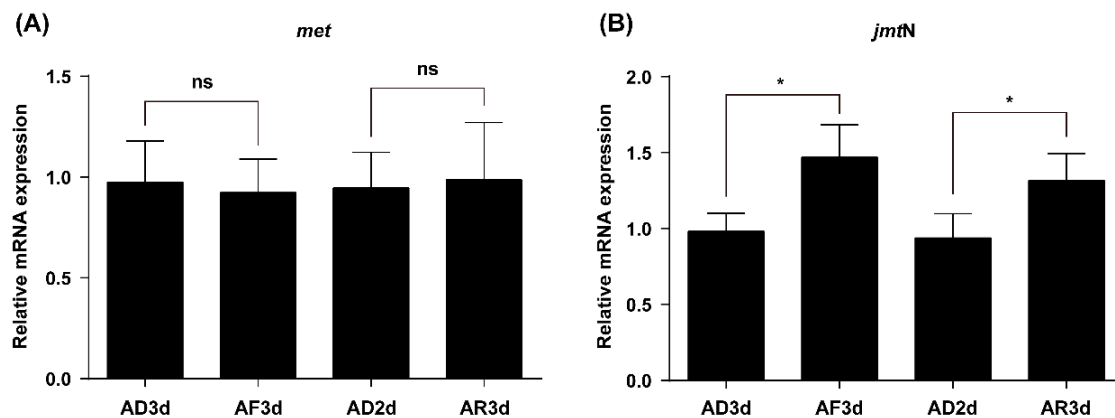 (A)
met
Relative mRNA expression
1.5
1.0
0.5
0.0
ns
ns
AD3d AF3d AD2d AR3d
(B)
jmtN
Relative mRNA expression
2.0
1.5
1.0
0.5
0.0
*
*
AD3d AF3d AD2d AR3d